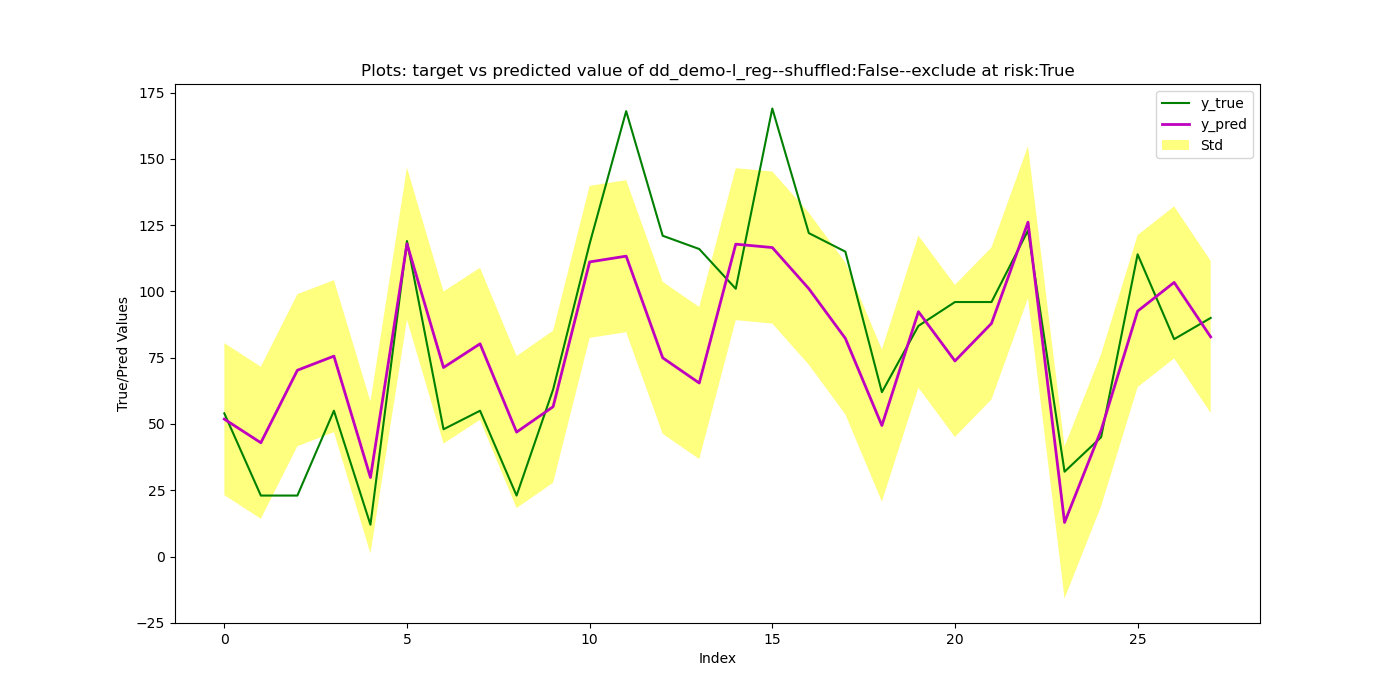 Plots: target vs predicted value of dd_demo-l_reg--shuffled:False--exclude at risk:True
y_true
y_pred
Std
True/Pred Values
175
150
125
100
75
50
25
0
−25
0 5 10 15 20 25
Index